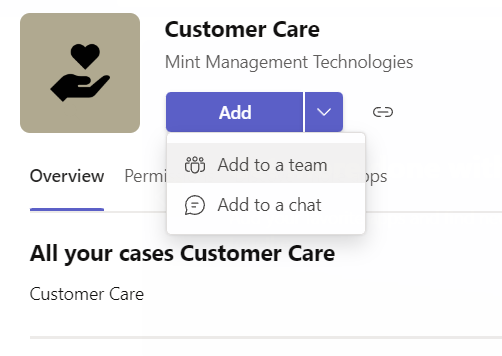 Customer Care
Mint Management Technologies
Add
Add to a team
Add to a chat
Overview
All your cases Customer Care
Customer Care